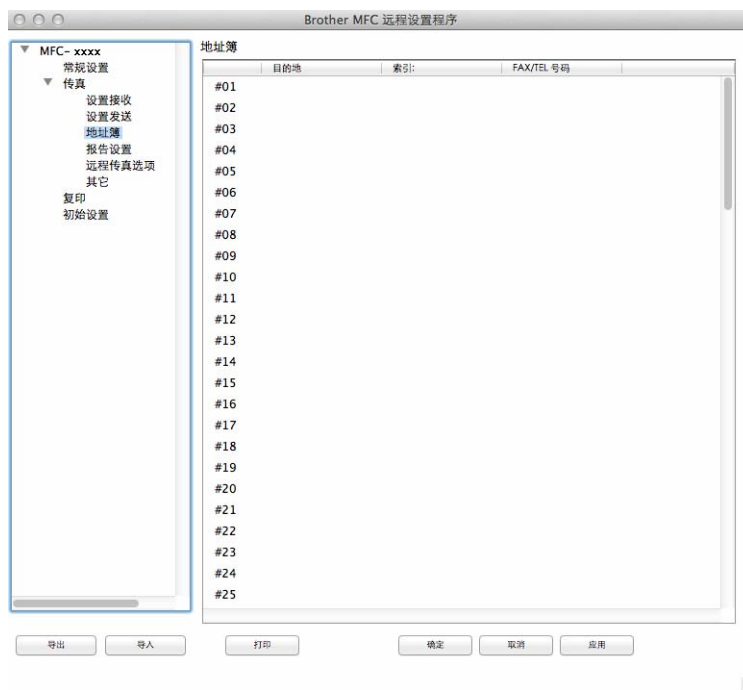 Brother MFC 远程设置程序
MFC- xxxx
常规设置
传真
设置接收
设置发送
地址簿
报告设置
远程传真选项
其它
复印
初始设置
地址簿
目的地 索引: FAX/TEL 号码
#01
#02
#03
#04
#05
#06
#07
#08
#09
#10
#11
#12
#13
#14
#15
#16
#17
#18
#19
#20
#21
#22
#23
#24
#25
导出 导入 打印 确定 取消 应用